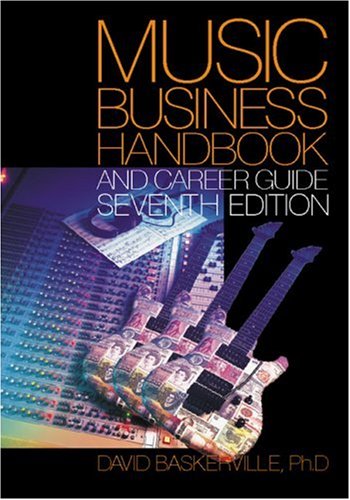 MUSIC
BUSINESS
HANDBOOK
AND CAREER GUIDE
SEVENTH EDITION
DAVID BASKERVILLE, Ph.D